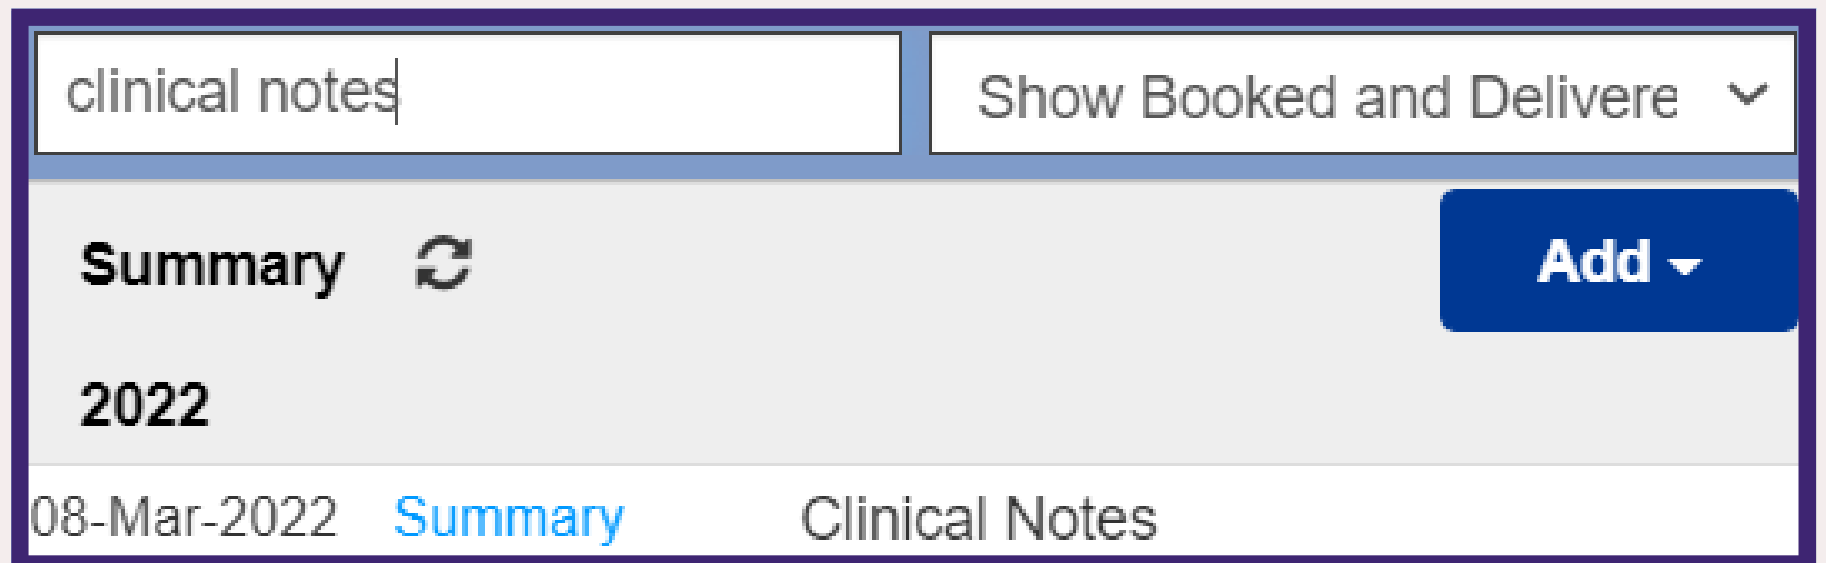 clinical notes
Show Booked and Delivere
Summary
Add
2022
08-Mar-2022 Summary Clinical Notes